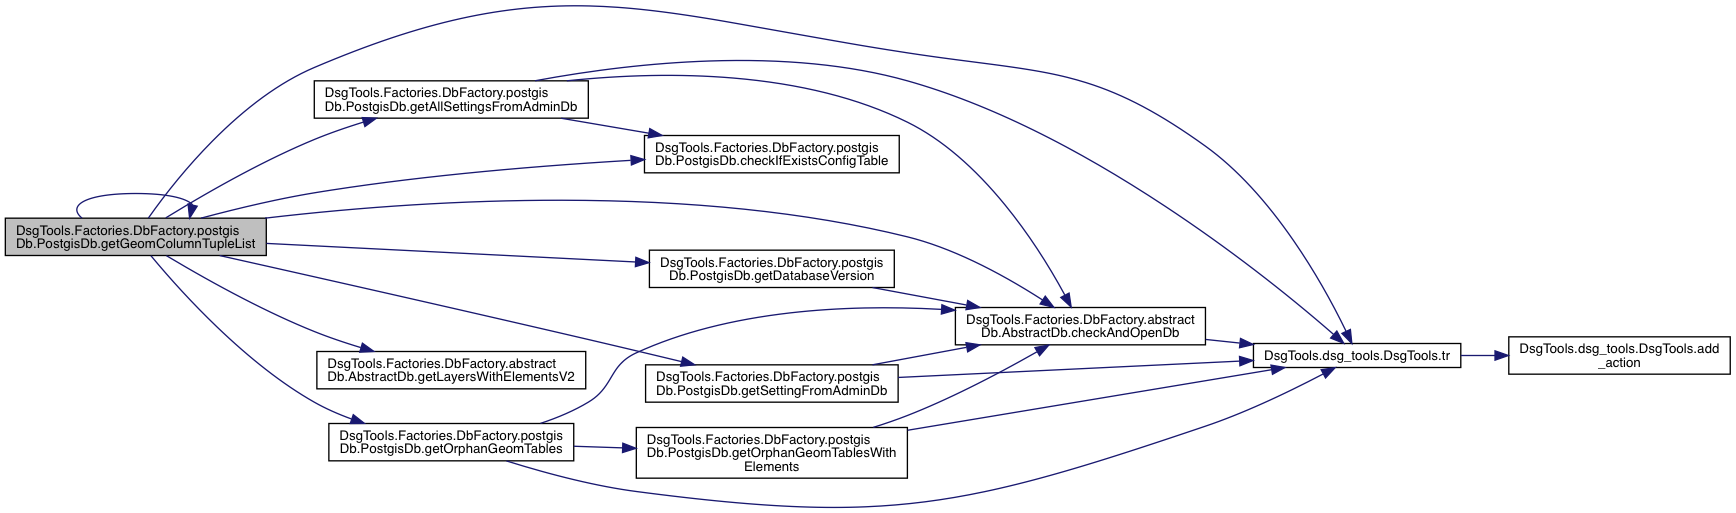 DsgTools.Factories.DbFactory.postgis
Db.PostgisDb.getGeomColumnTupleList
DsgTools.Factories.DbFactory.postgis
Db.PostgisDb.getAllSettingsFromAdminDb
DsgTools.Factories.DbFactory.postgis
Db.PostgisDb.checkIfExistsConfigTable
DsgTools.Factories.DbFactory.postgis
Db.PostgisDb.getDatabaseVersion
DsgTools.Factories.DbFactory.abstract
Db.AbstractDb.checkAndOpenDb
DsgTools.dsg_tools.DsgTools.tr
DsgTools.dsg_tools.DsgTools.add
_action
DsgTools.Factories.DbFactory.abstract
Db.AbstractDb.getLayersWithElementsV2
DsgTools.Factories.DbFactory.postgis
Db.PostgisDb.getSettingFromAdminDb
DsgTools.Factories.DbFactory.postgis
Db.PostgisDb.getOrphanGeomTables
DsgTools.Factories.DbFactory.postgis
Db.PostgisDb.getOrphanGeomTablesWith
Elements